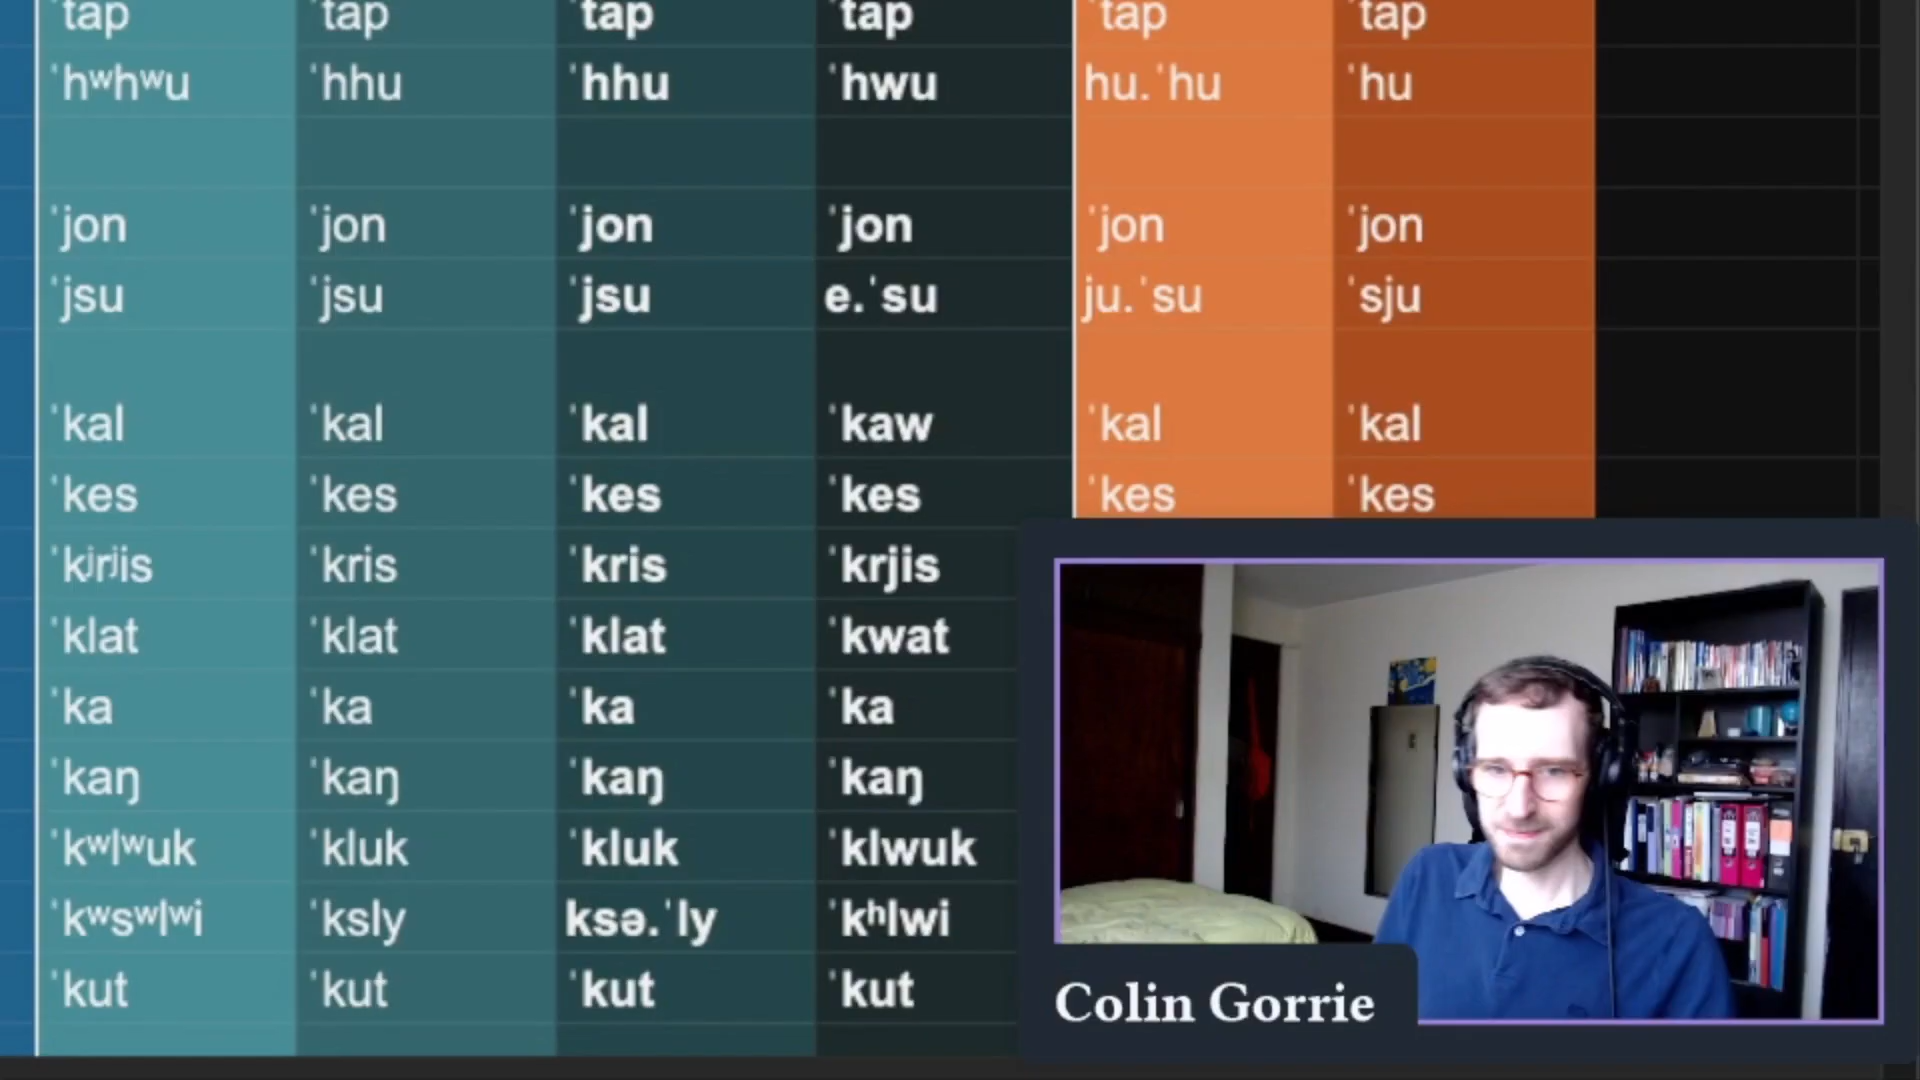 ˈtap ˈtap ˈtap ˈtap ˈtap ˈtap
ˈhʷhʷu ˈhhu ˈhhu ˈhwu hu.ˈhu ˈhu
ˈjon ˈjon ˈjon ˈjon ˈjon ˈjon
ˈjsu ˈjsu ˈjsu e.ˈsu ju.ˈsu ˈsju
ˈkal ˈkal ˈkal ˈkaw ˈkal ˈkal
ˈkes ˈkes ˈkes ˈkes ˈkes ˈkes
ˈkʲrʲis ˈkris ˈkris ˈkrjis
ˈklat ˈklat ˈklat ˈkwat
ˈka ˈka ˈka ˈka
ˈkaŋ ˈkaŋ ˈkaŋ ˈkaŋ
ˈkʷlʷuk ˈkluk ˈkluk ˈklwuk
ˈkʷsʷlʷi ˈksly ksə.ˈly ˈkʰlwi
ˈkut ˈkut ˈkut ˈkut
Colin Gorrie